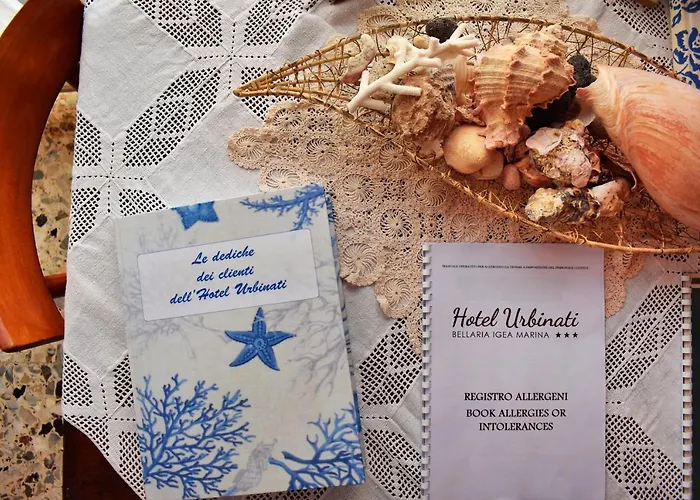 Le dediche
dei clienti
dell'Hotel Urbinati
Hotel Urbinati
BELLARIA IGEA MARINA ★★★
REGISTRO ALLERGENI
BOOK ALLERGIES OR
INTOLERANCES